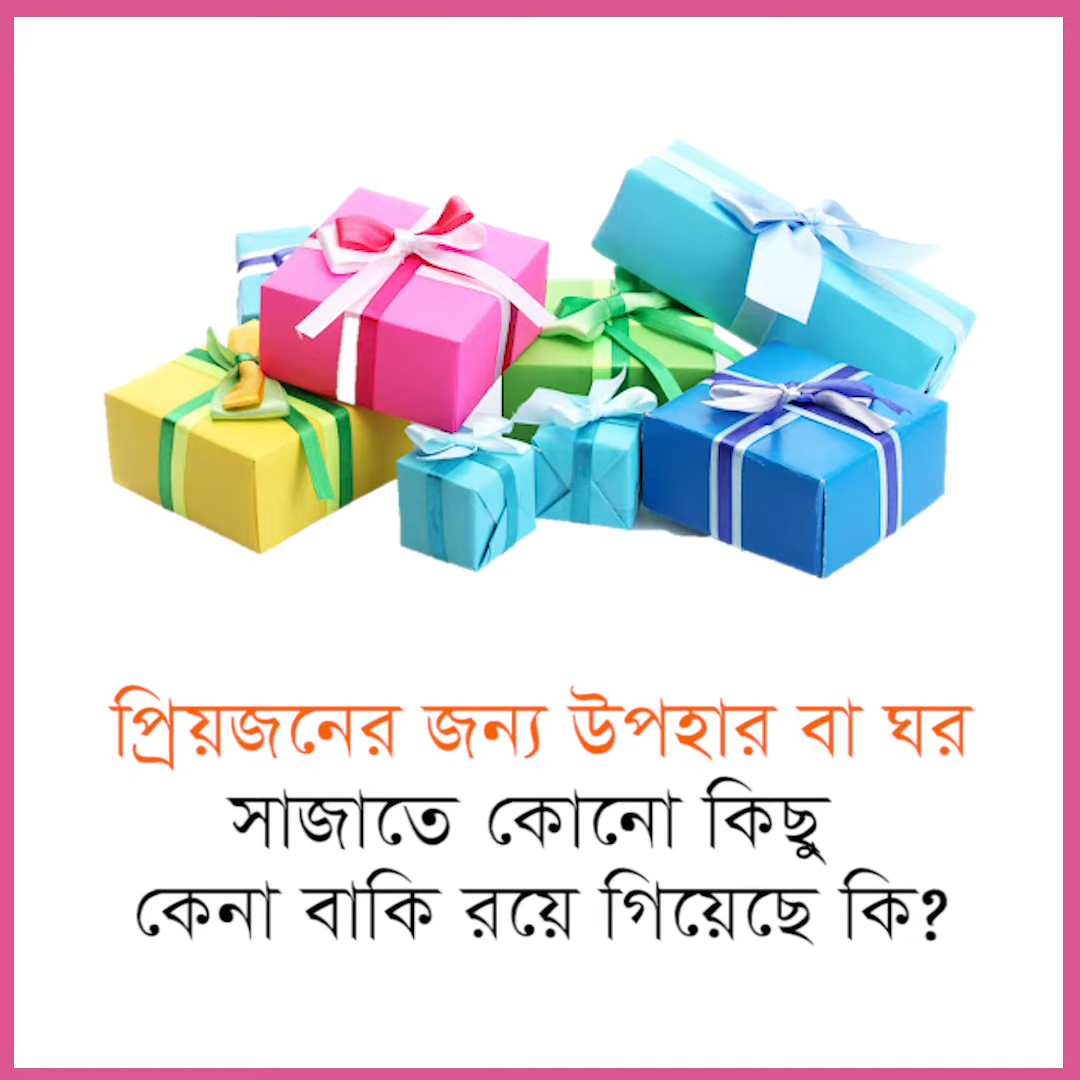 প্রিয়জনের জন্য উপহার বা ঘর
সাজাতে কোনো কিছু
কেনা বাকি রয়ে গিয়েছে কি?